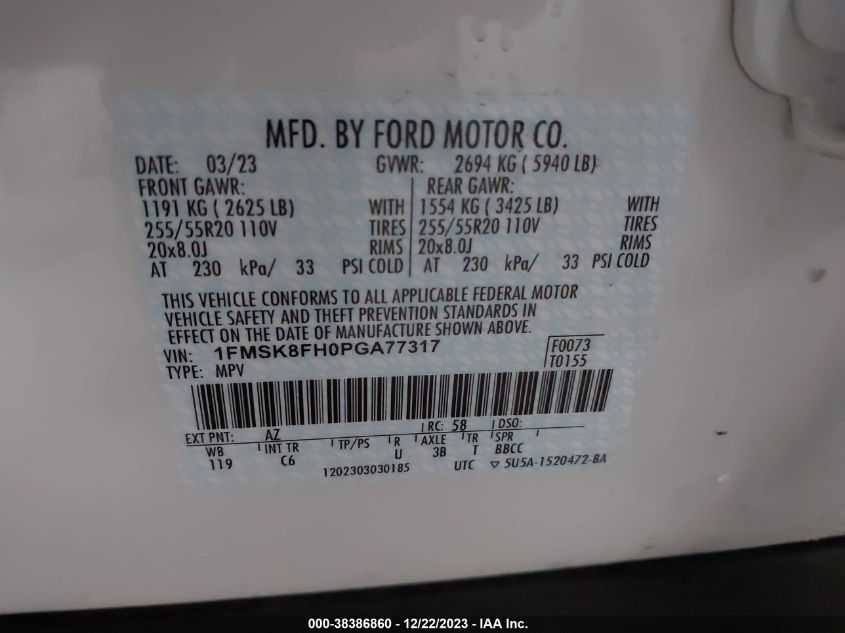 MFD. BY FORD MOTOR CO.
DATE: 03/23 GVWR: 2694 KG ( 5940 LB)
FRONT GAWR: REAR GAWR:
1191 KG ( 2625 LB) WITH 1554 KG ( 3425 LB) WITH
255/55R20 110V TIRES 255/55R20 110V TIRES
20x8.0J RIMS 20x8.0J RIMS
AT 230 kPa/ 33 PSI COLD AT 230 kPa/ 33 PSI COLD
THIS VEHICLE CONFORMS TO ALL APPLICABLE FEDERAL MOTOR
VEHICLE SAFETY AND THEFT PREVENTION STANDARDS IN
EFFECT ON THE DATE OF MANUFACTURE SHOWN ABOVE.
VIN: 1FMSK8FH0PGA77317 F0073
TYPE: MPV T0155
EXT PNT: AZ RC: 58 DSO:
WB INT TR TP/PS R AXLE TR SPR
119 C6 U 3B T BBCC
1202303030185 UTC ▽ 5U5A-1520472-BA
000-38386860 - 12/22/2023 - IAA Inc.